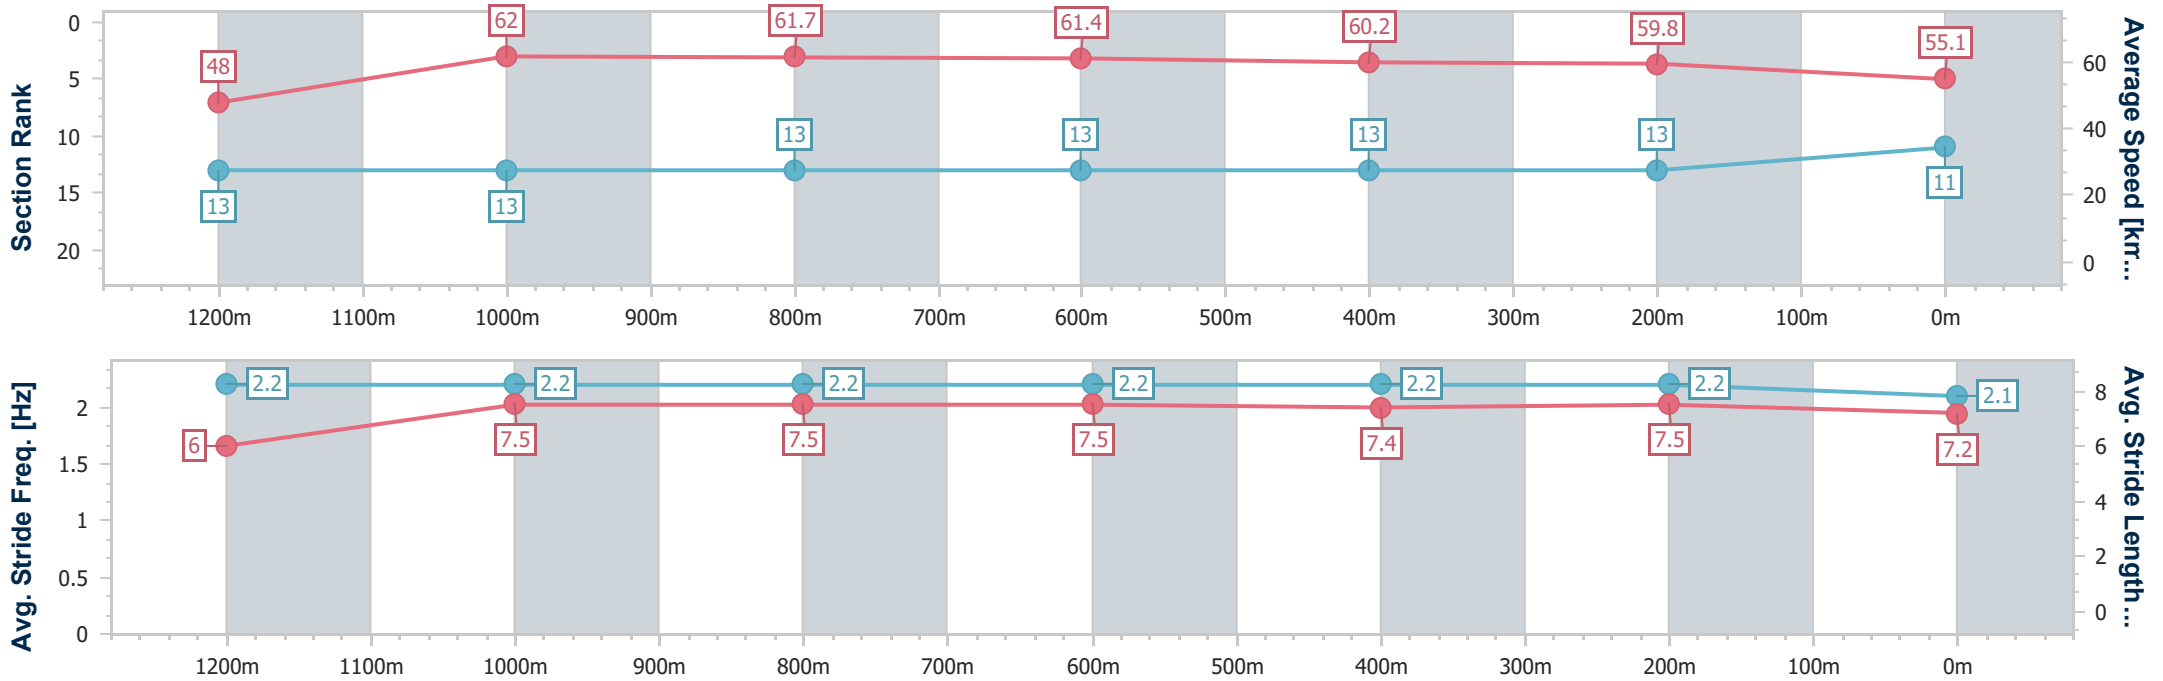 Section Rank
0
5
10
15
20
48
62
61.7
61.4
60.2
59.8
55.1
13
13
13
13
13
13
11
Average Speed [km...
60
40
20
0
1200m
1100m
1000m
900m
800m
700m
600m
500m
400m
300m
200m
100m
0m
Avg. Stride Freq. [Hz]
2
1.5
1
0.5
0
2.2
2.2
2.2
2.2
2.2
2.2
2.1
6
7.5
7.5
7.5
7.4
7.5
7.2
Avg. Stride Length...
8
6
4
2
0
1200m
1100m
1000m
900m
800m
700m
600m
500m
400m
300m
200m
100m
0m